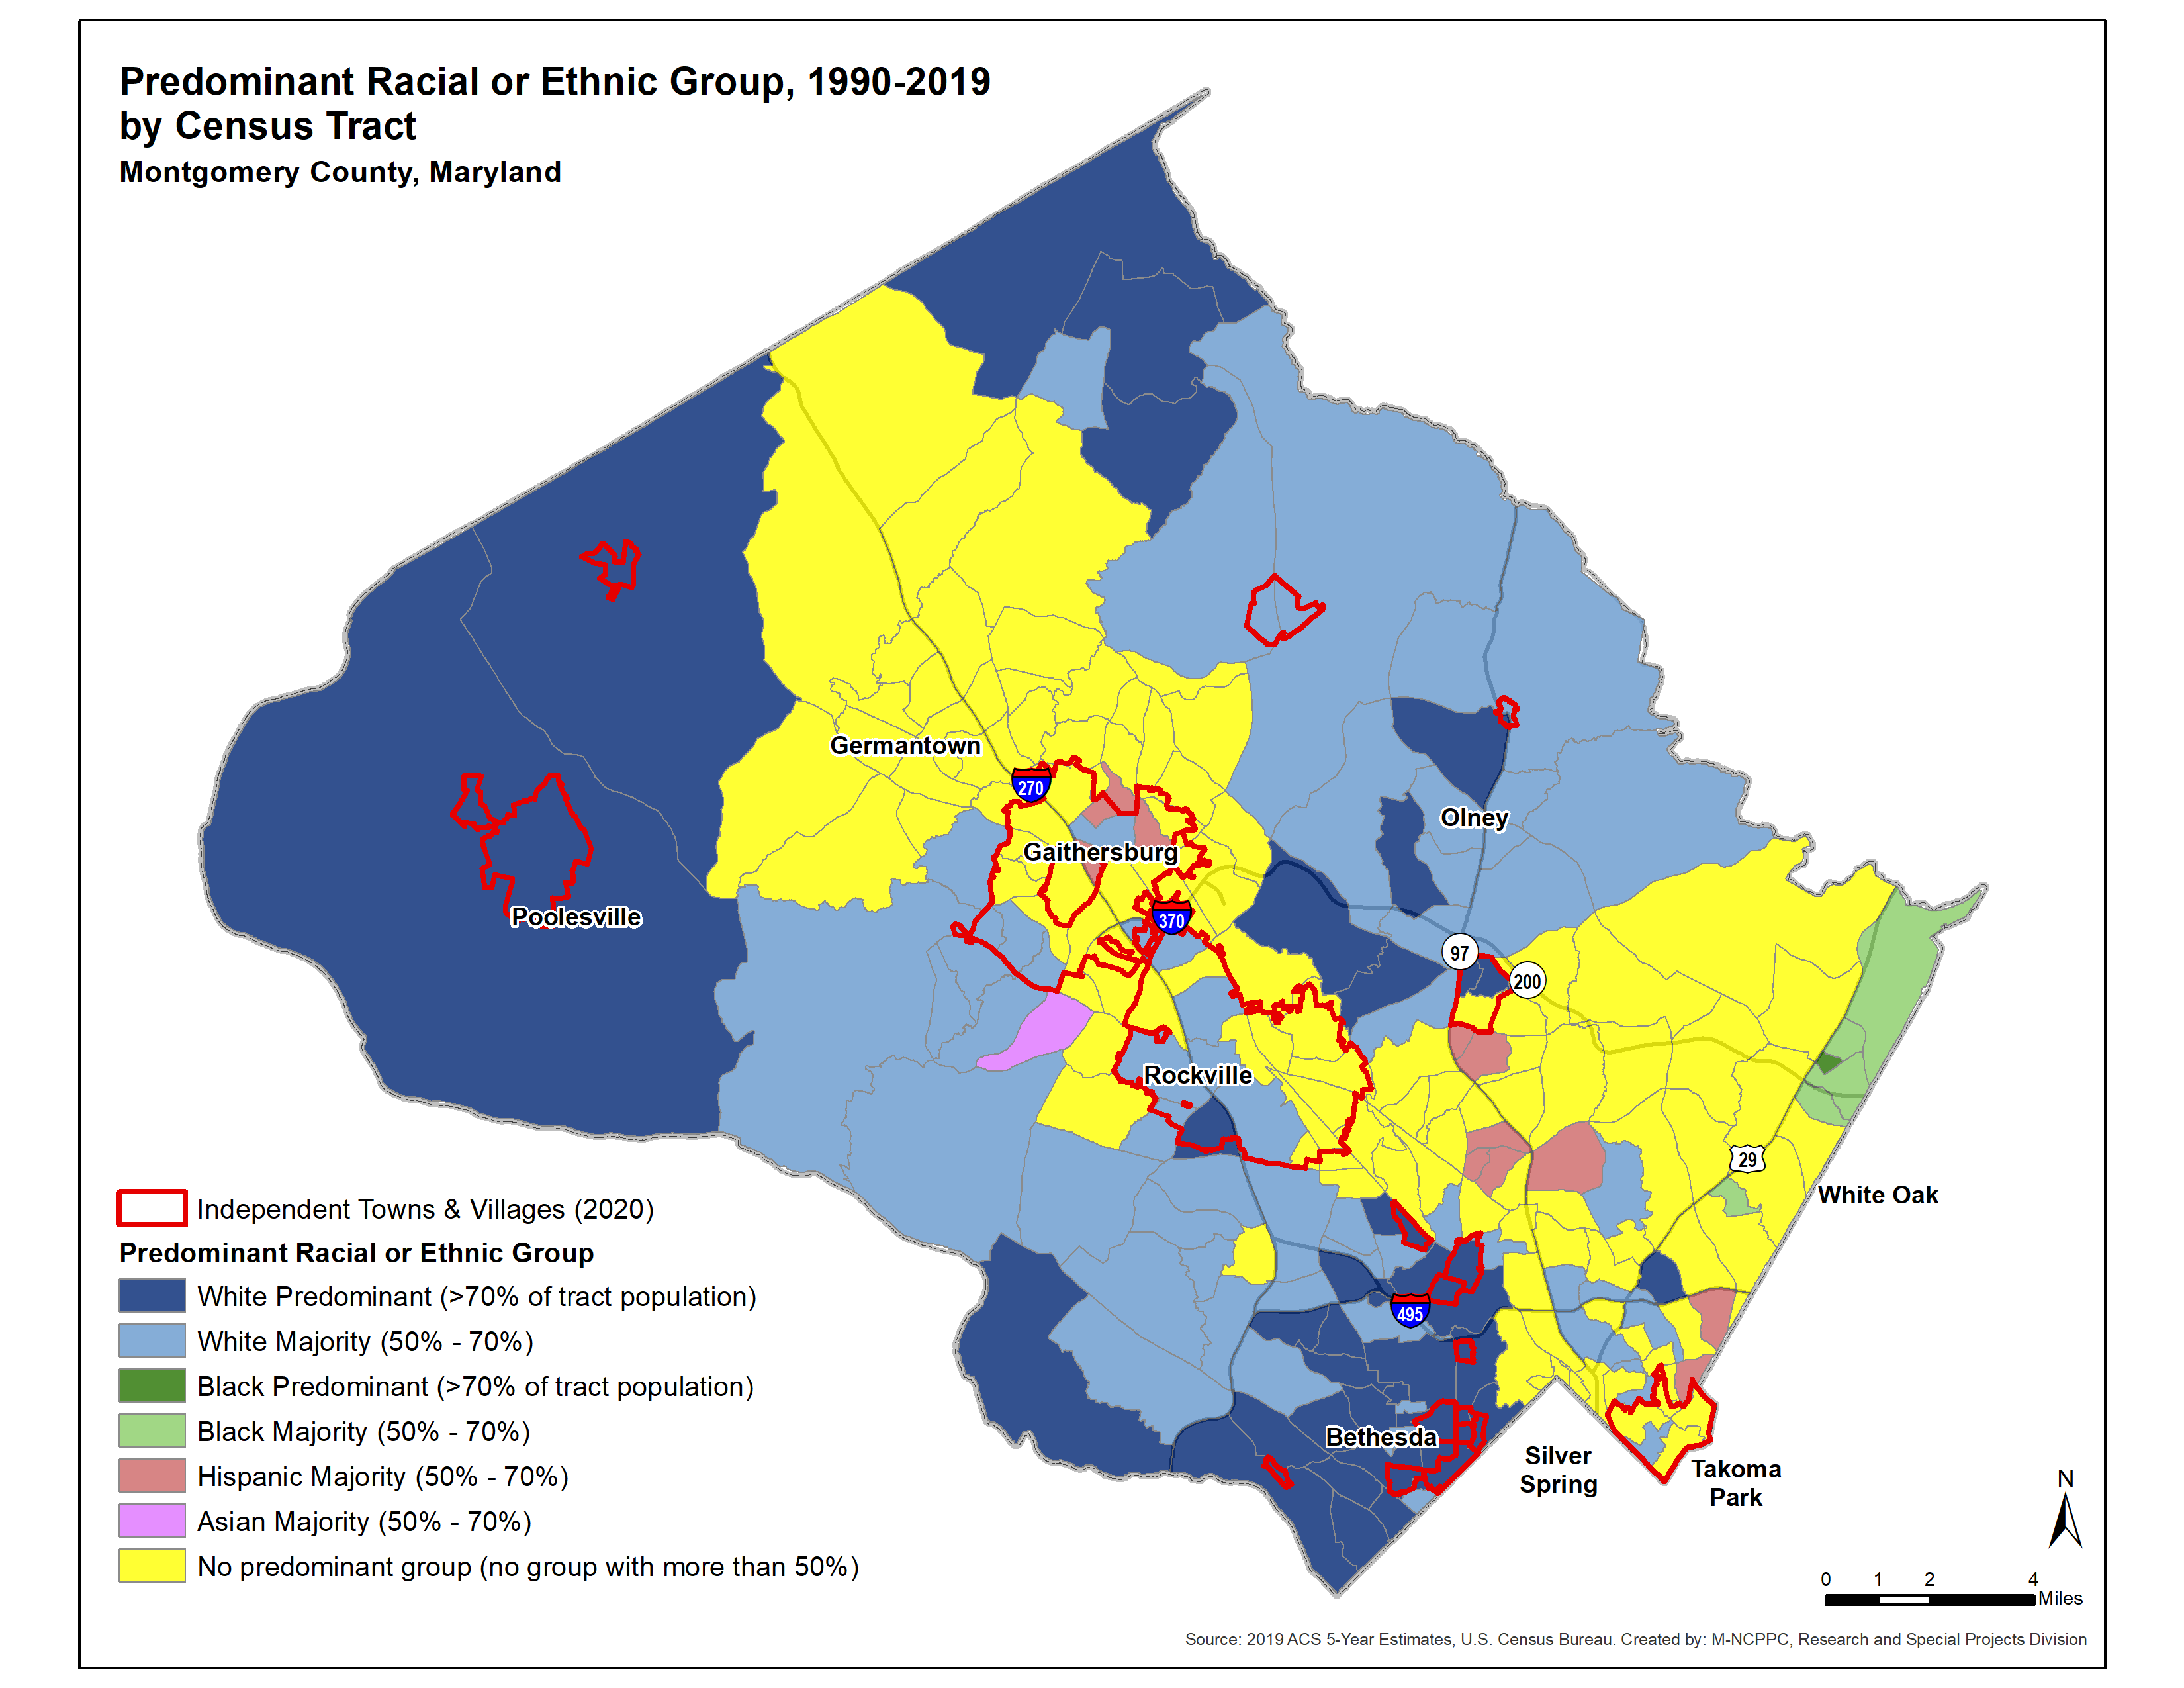 Predominant Racial or Ethnic Group, 1990-2019
by Census Tract
Montgomery County, Maryland
Germantown
270
Olney
Gaithersburg
Poolesville
370
97
200
Rockville
29
White Oak
495
Bethesda
Silver
Spring
Takoma
Park
Independent Towns & Villages (2020)
Predominant Racial or Ethnic Group
White Predominant (>70% of tract population)
White Majority (50% - 70%)
Black Predominant (>70% of tract population)
Black Majority (50% - 70%)
Hispanic Majority (50% - 70%)
Asian Majority (50% - 70%)
No predominant group (no group with more than 50%)
N
0 1 2 4
Miles
Source: 2019 ACS 5-Year Estimates, U.S. Census Bureau. Created by: M-NCPPC, Research and Special Projects Division